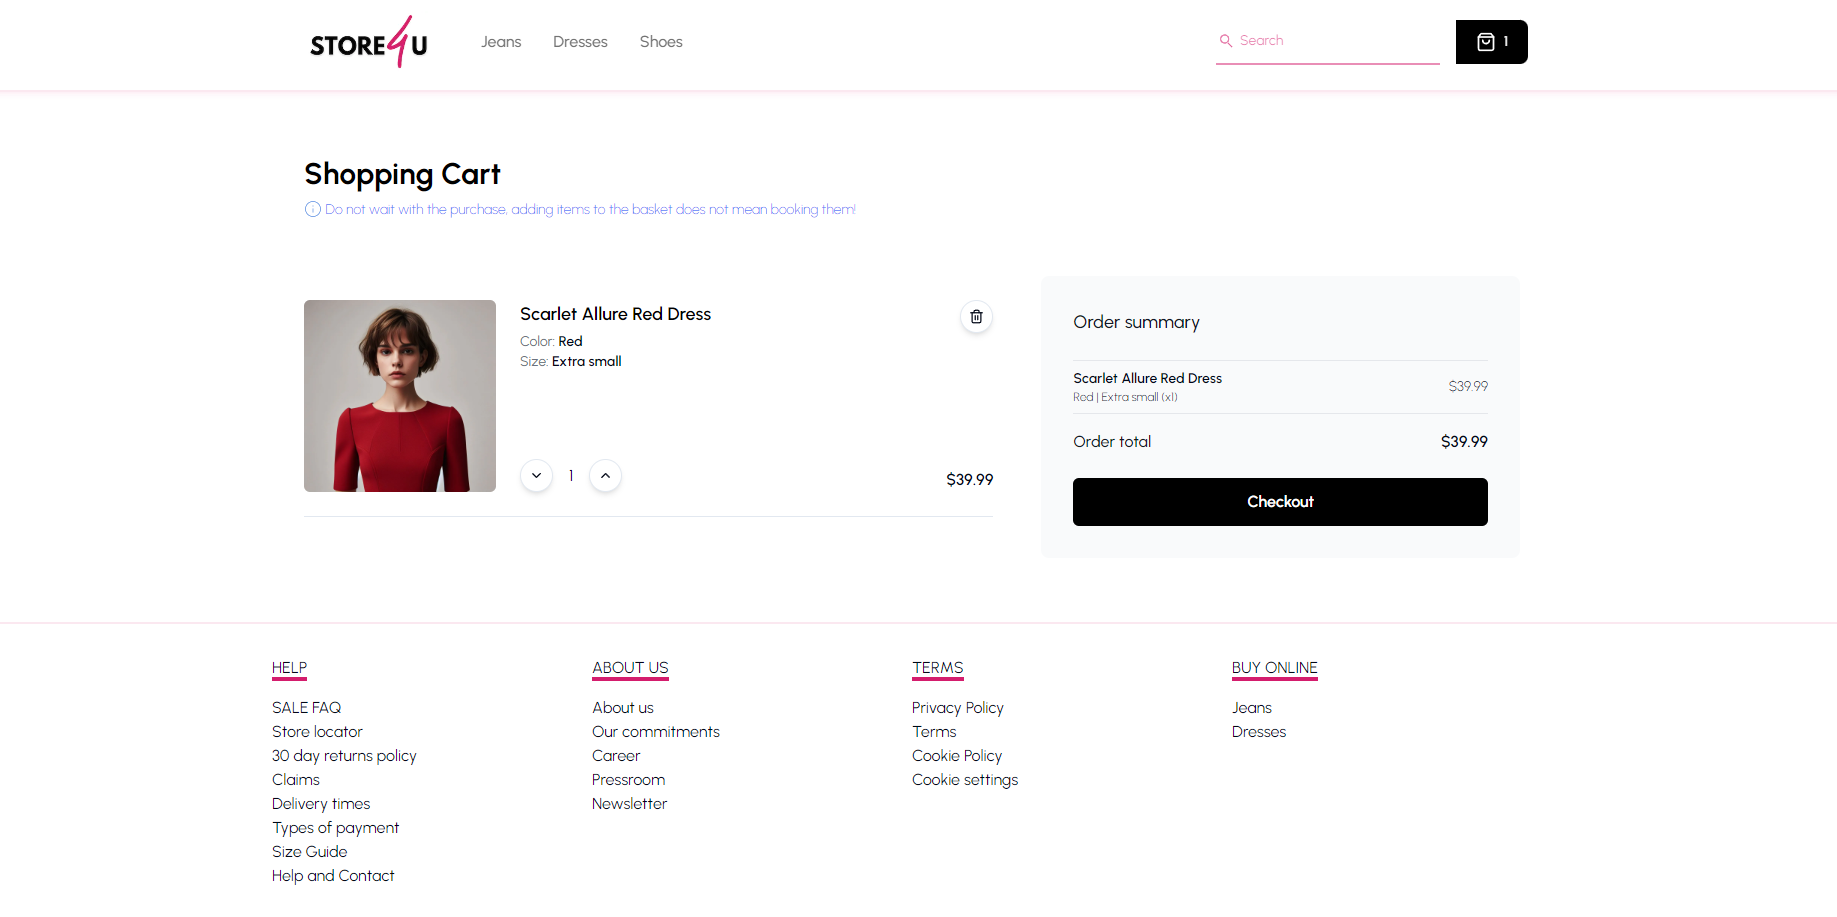 STORE4U
Jeans Dresses Shoes
Search
1
Shopping Cart
Do not wait with the purchase, adding items to the basket does not mean booking them!
Scarlet Allure Red Dress
Color: Red
Size: Extra small
1
$39.99
Order summary
Scarlet Allure Red Dress
Red | Extra small (x1)
$39.99
Order total
$39.99
Checkout
HELP
SALE FAQ
Store locator
30 day returns policy
Claims
Delivery times
Types of payment
Size Guide
Help and Contact
ABOUT US
About us
Our commitments
Career
Pressroom
Newsletter
TERMS
Privacy Policy
Terms
Cookie Policy
Cookie settings
BUY ONLINE
Jeans
Dresses